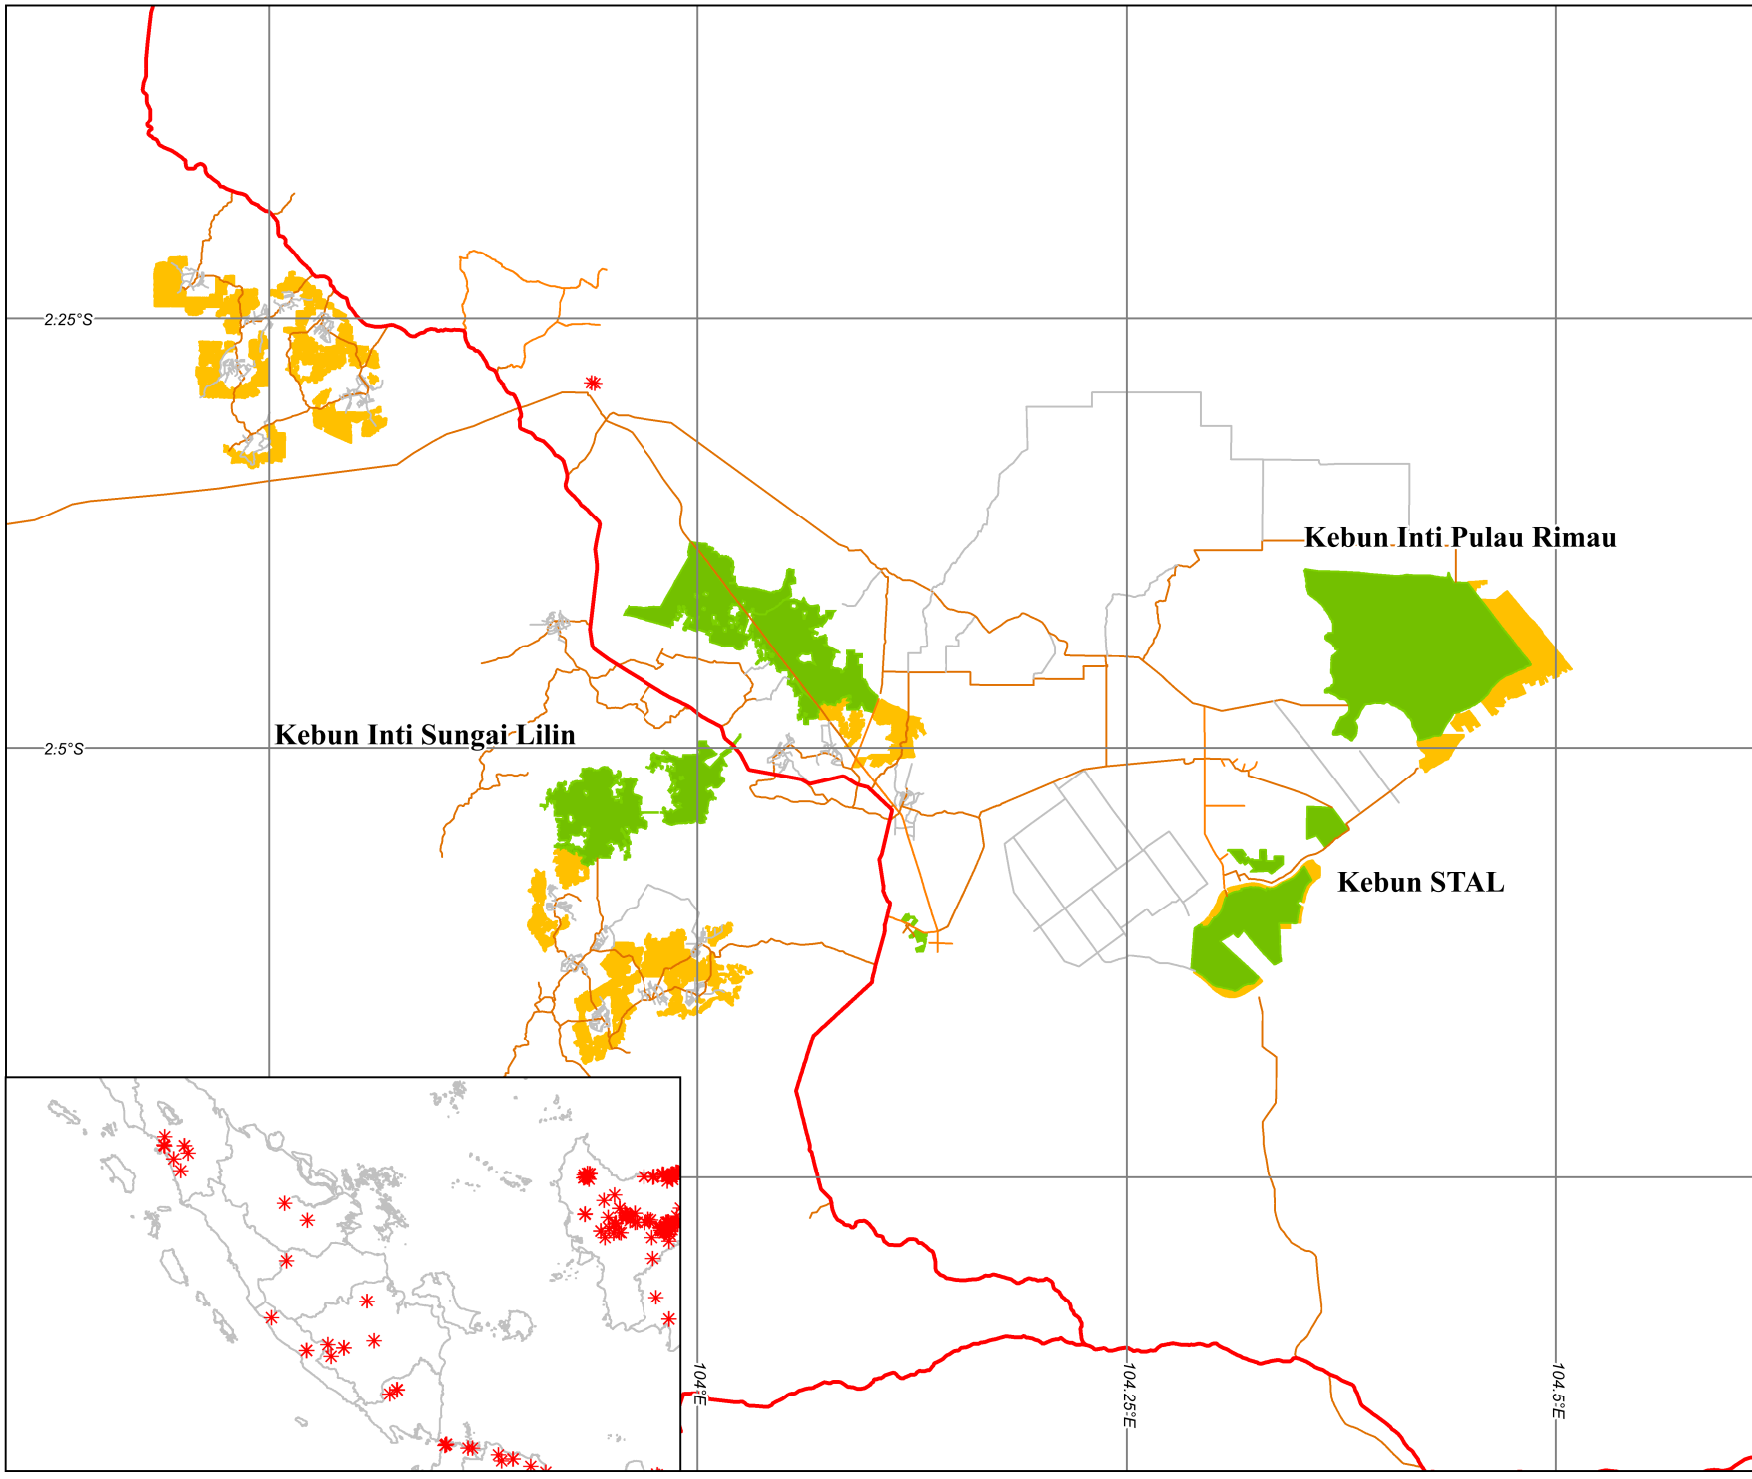 2.25°S
Kebun Inti Pulau Rimau
Kebun Inti Sungai Lilin
2.5°S
Kebun STAL
104°E
104.25°E
104.5°E